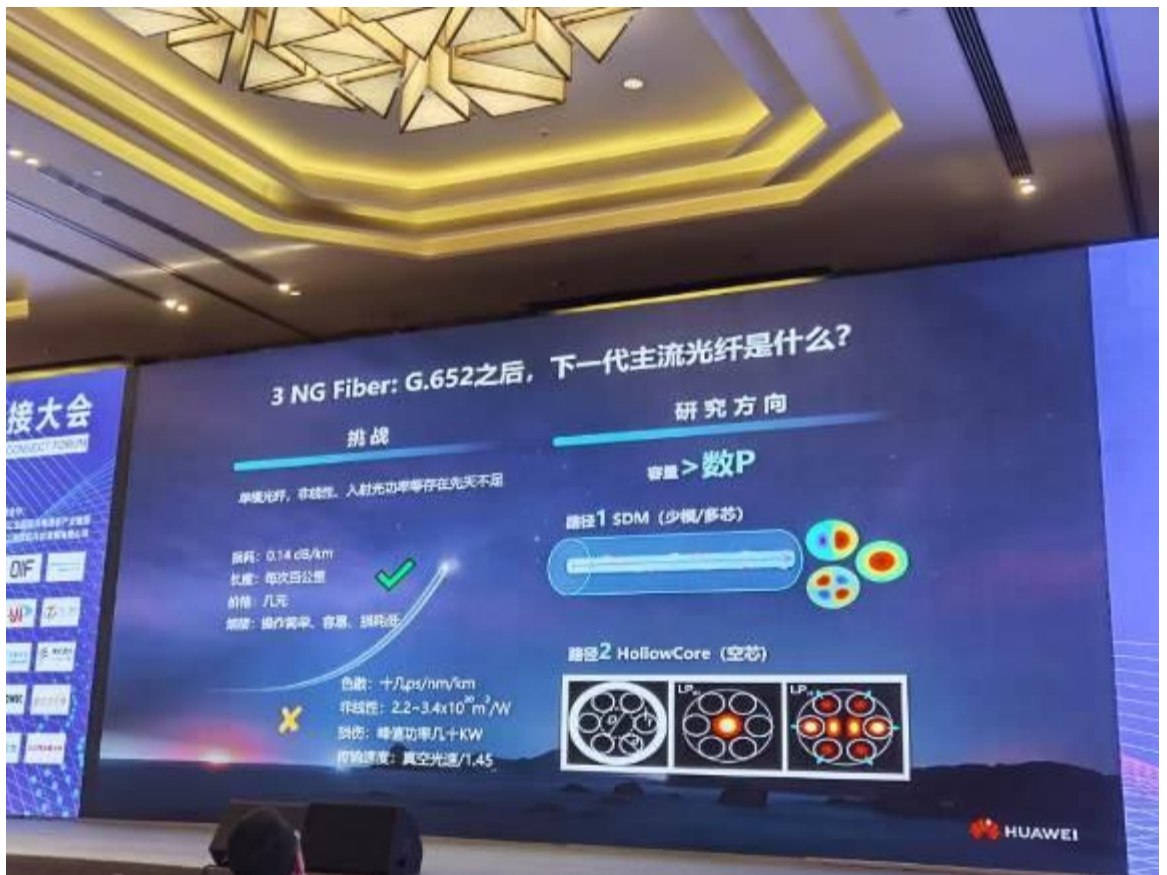 接大会
CONNECT FORUM
OIF
3 NG Fiber: G.652之后，下一代主流光纤是什么？
挑战
单模光纤，非线性、入射光功率等存在先天不足
损耗：0.14 dB/km
长度：每次百公里
价格：几元
熔接：操作简单、容易、损耗低
色散：十几ps/nm/km
非线性：2.2~3.4x10 m²/W
损伤：峰值功率几十KW
传输速度：真空光速/1.45
研究方向
容量>数P
路径1 SDM（少模/多芯）
路径2 HollowCore（空芯）
LP
LP
HUAWEI